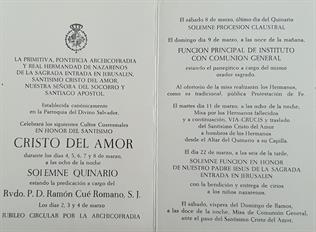 LA PRIMITIVA, PONTIFICIA ARCHICOFRADIA
Y REAL HERMANDAD DE NAZARENOS
DE LA SAGRADA ENTRADA EN JERUSALEN,
SANTISIMO CRISTO DEL AMOR,
NUESTRA SEÑORA DEL SOCORRO Y
SANTIAGO APOSTOL
Establecida canónicamente
en la Parroquia del Divino Salvador.
Celebrará los siguientes Cultos Cuaresmales
EN HONOR DEL SANTISIMO
CRISTO DEL AMOR
durante los días 4, 5, 6, 7 y 8 de marzo,
a las ocho de la noche
SOLEMNE QUINARIO
estando la predicación a cargo del
Rvdo. P. D. Ramón Cué Romano, S. J.
Los días 2, 3 y 4 de marzo
JUBILEO CIRCULAR POR LA ARCHICOFRADIA
El sábado 8 de marzo, último día del Quinario
SOLEMNE PROCESION CLAUSTRAL
El domingo día 9 de marzo, a las once de la mañana.
FUNCION PRINCIPAL DE INSTITUTO
CON COMUNION GENERAL
estando el panegírico a cargo del mismo
orador sagrado.
Al ofertorio de la misa realizarán los Hermanos,
como es tradicional, pública Protestación de Fe.
El martes día 11 de marzo, a las ocho de la noche,
Misa por los Hermanos fallecidos
y a continuación, VIA-CRUCIS y traslado
del Santísimo Cristo del Amor
a hombros de los Hermanos
desde el Altar del Quinario a su Capilla.
El día 22 de marzo, a las seis de la tarde,
SOLEMNE FUNCION EN HONOR
DE NUESTRO PADRE JESUS DE LA SAGRADA
ENTRADA EN JERUSALEN
con la bendición y entrega de cirios
a los niños nazarenos.
El sábado, víspera del Domingo de Ramos, a
las doce de la noche, Misa de Comunión General,
ante el paso del Santísimo Cristo del Amor.